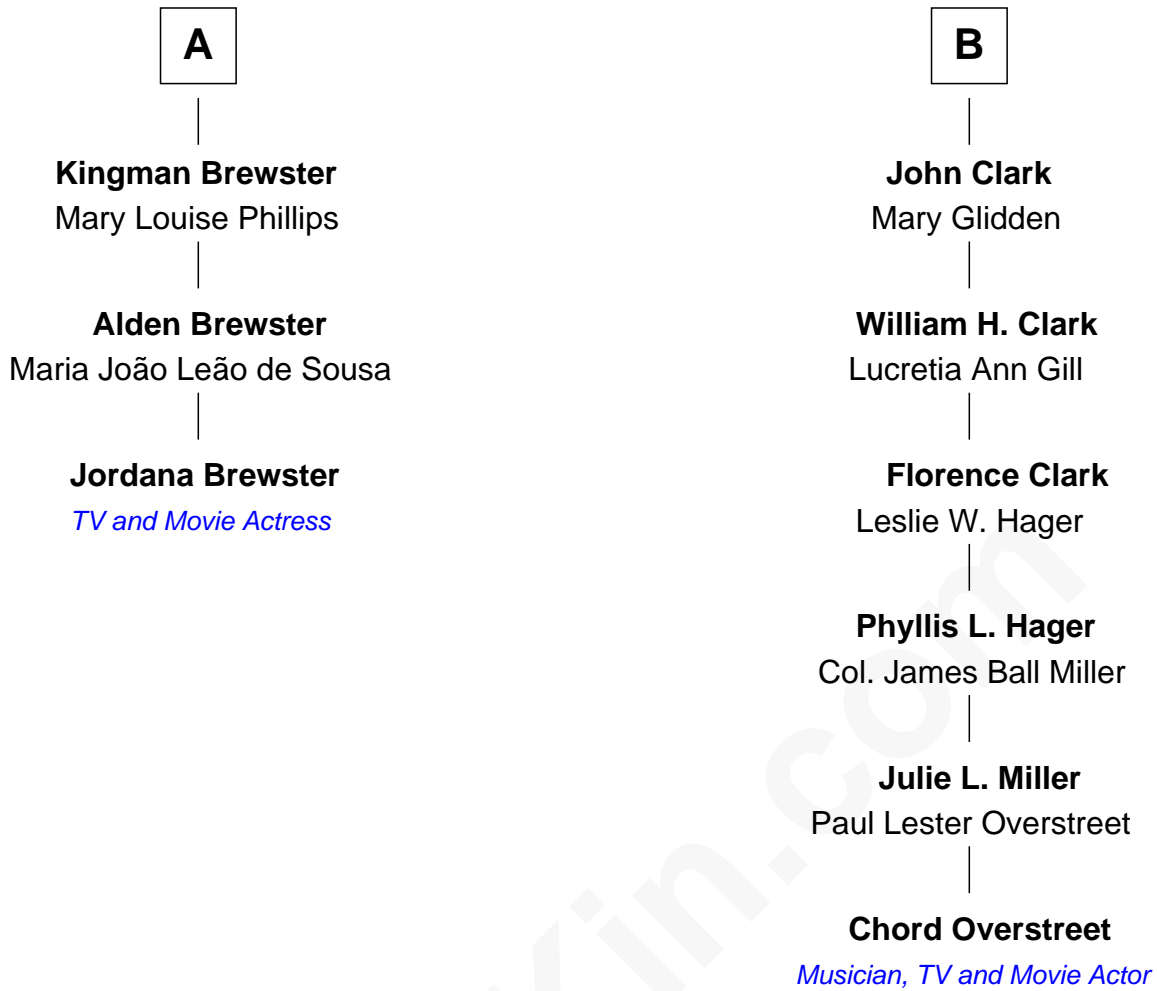 A
Kingman Brewster
Mary Louise Phillips
Alden Brewster
Maria João Leão de Sousa
Jordana Brewster
TV and Movie Actress
B
John Clark
Mary Glidden
William H. Clark
Lucretia Ann Gill
Florence Clark
Leslie W. Hager
Phyllis L. Hager
Col. James Ball Miller
Julie L. Miller
Paul Lester Overstreet
Chord Overstreet
Musician, TV and Movie Actor